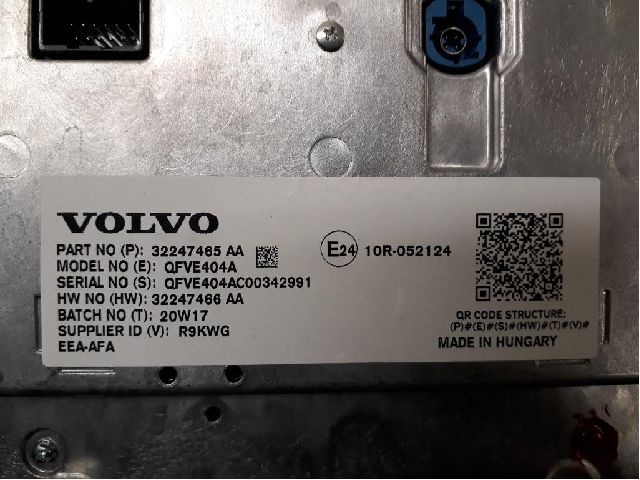 VOLVO
PART NO (P): 32247465 AA
MODEL NO (E): QFVE404A
SERIAL NO (S): QFVE404AC00342991
HW NO (HW): 32247466 AA
BATCH NO (T): 20W17
SUPPLIER ID (V): R9KWG
EEA-AFA
E24 10R-052124
QR CODE STRUCTURE:
(P)#(E)#(S)#(HW)#(T)#(V)#
MADE IN HUNGARY